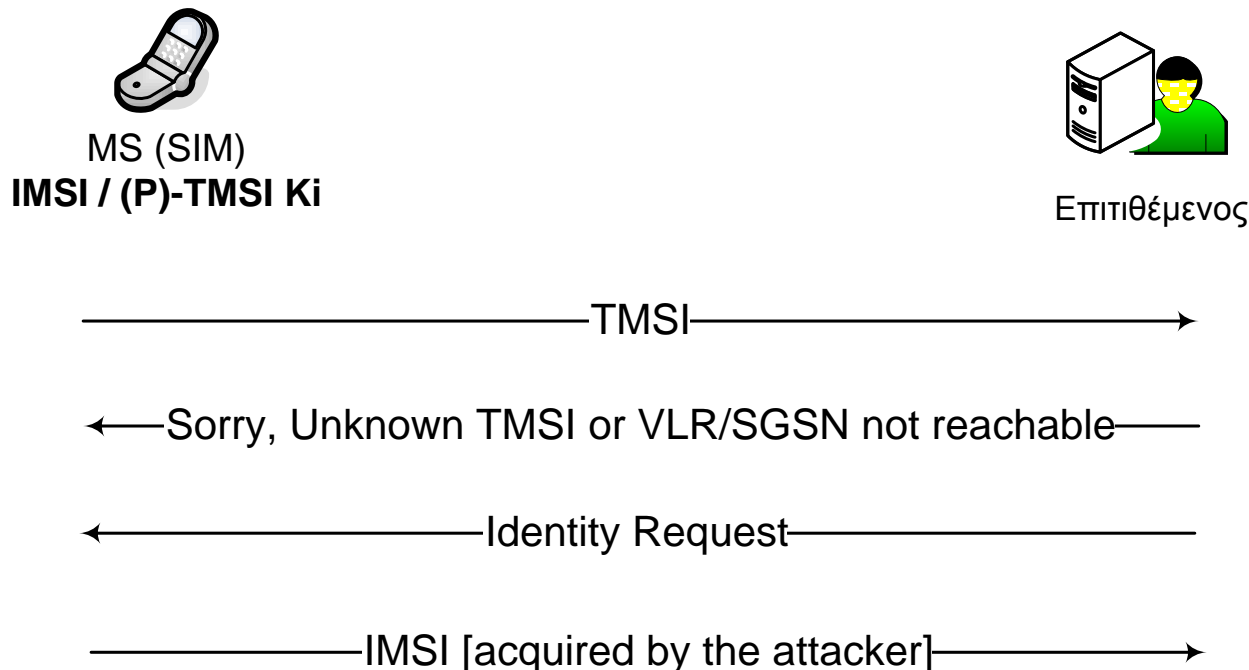 MS (SIM)
IMSI / (P)-TMSI Ki
Επιτιθέμενος
TMSI
Sorry, Unknown TMSI or VLR/SGSN not reachable
Identity Request
IMSI [acquired by the attacker]